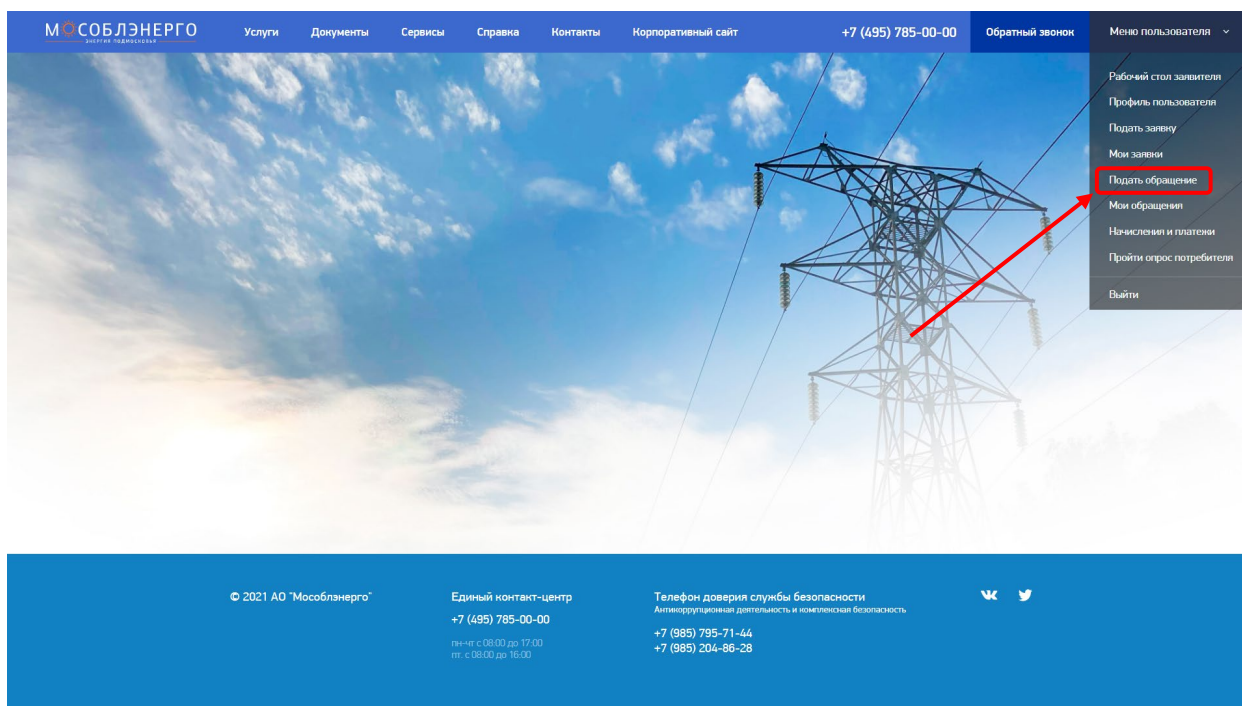 МОСОБЛЭНЕРГО
ЭНЕРГИЯ ПОДМОСКОВЬЯ
Услуги
Документы
Сервисы
Справка
Контакты
Корпоративный сайт
+7 (495) 785-00-00
Обратный звонок
Меню пользователя
Рабочий стол заявителя
Профиль пользователя
Подать заявку
Мои заявки
Подать обращение
Мои обращения
Начисления и платежи
Пройти опрос потребителя
Выйти
© 2021 АО "Мособлэнерго"
Единый контакт-центр
+7 (495) 785-00-00
пн-чт с 08:00 до 17:00
пт. с 08:00 до 16:00
Телефон доверия службы безопасности
Антикоррупционная деятельность и комплексная безопасность
+7 (985) 795-71-44
+7 (985) 204-86-28